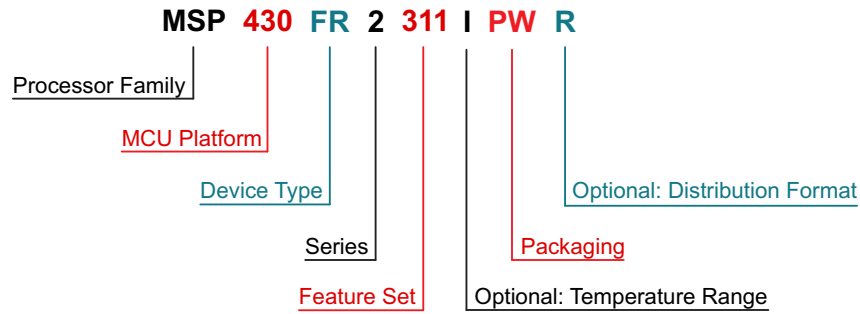 MSP 430 FR 2 311 I PW R
Processor Family
MCU Platform
Device Type
Optional: Distribution Format
Series
Packaging
Feature Set
Optional: Temperature Range